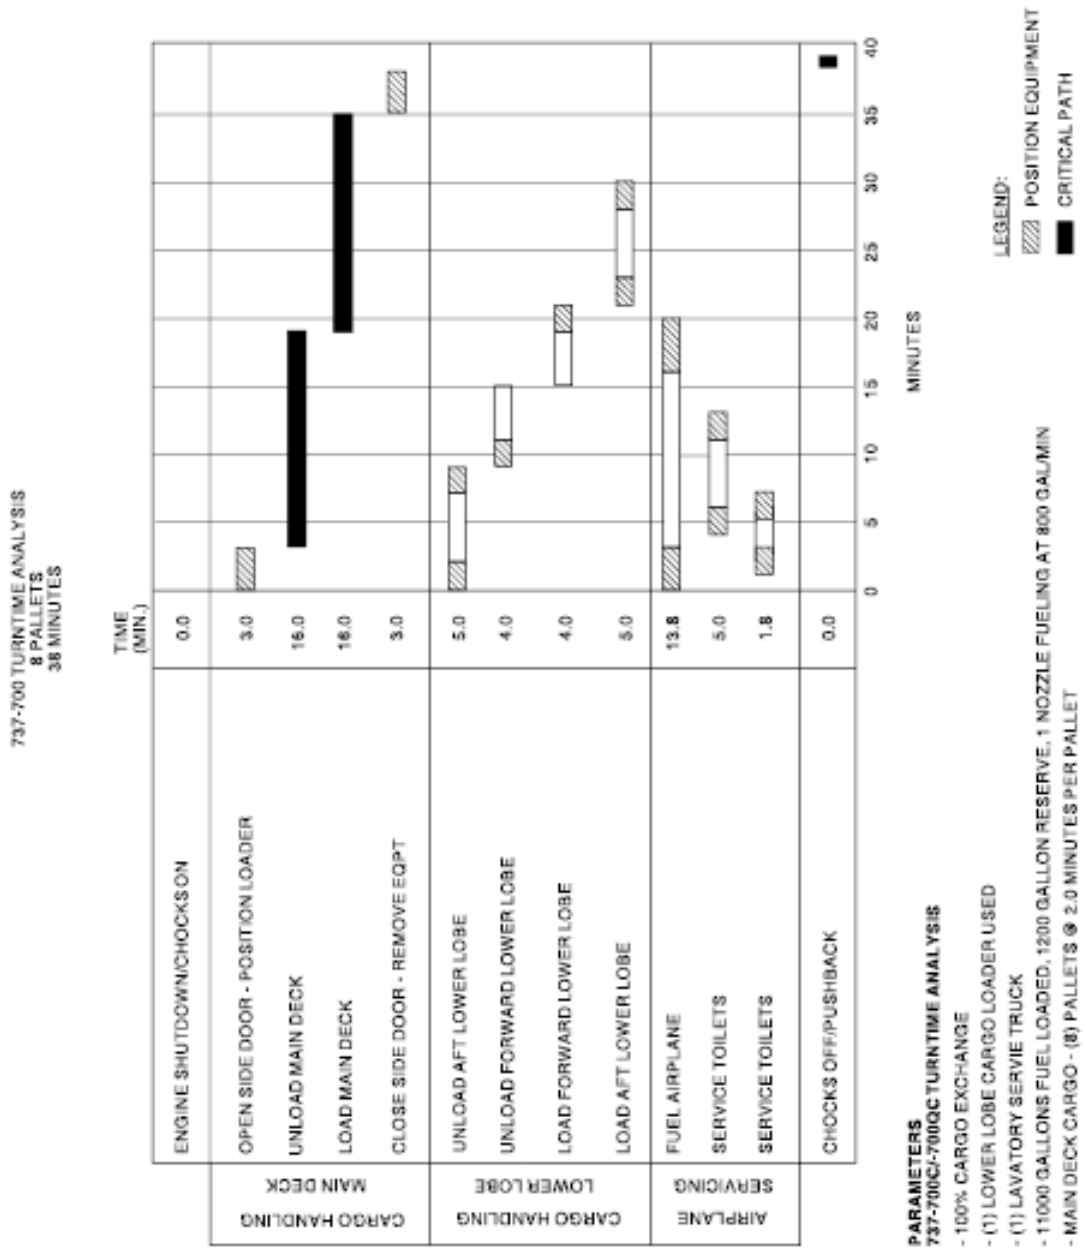 737-700 TURNTIME ANALYSIS
8 PALLETS
38 MINUTES
TIME
(MIN.)
ENGINE SHUTDOWN/CHOCKS ON 0.0
CARGO HANDLING
MAIN DECK
OPEN SIDE DOOR - POSITION LOADER 3.0
UNLOAD MAIN DECK 16.0
LOAD MAIN DECK 16.0
CLOSE SIDE DOOR - REMOVE EQPT 3.0
CARGO HANDLING
LOWER LOBE
UNLOAD AFT LOWER LOBE 5.0
UNLOAD FORWARD LOWER LOBE 4.0
LOAD FORWARD LOWER LOBE 4.0
LOAD AFT LOWER LOBE 5.0
AIRPLANE
SERVICING
FUEL AIRPLANE 13.8
SERVICE TOILETS 5.0
SERVICE TOILETS 1.8
CHOCKS OFF/PUSHBACK 0.0
0 5 10 15 20 25 30 35 40
MINUTES
PARAMETERS
737-700C/-700QC TURNTIME ANALYSIS
- 100% CARGO EXCHANGE
- (1) LOWER LOBE CARGO LOADER USED
- (1) LAVATORY SERVIE TRUCK
- 11000 GALLONS FUEL LOADED, 1200 GALLON RESERVE, 1 NOZZLE FUELING AT 800 GAL/MIN
- MAIN DECK CARGO - (8) PALLETS @ 2.0 MINUTES PER PALLET
LEGEND:
POSITION EQUIPMENT
CRITICAL PATH